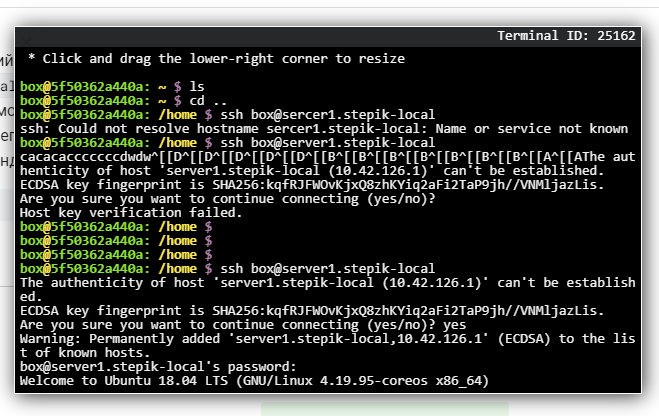 Terminal ID: 25162
* Click and drag the lower-right corner to resize
box@5f50362a440a: ~ $ ls
box@5f50362a440a: ~ $ cd ..
box@5f50362a440a: /home $ ssh box@sercer1.stepik-local
ssh: Could not resolve hostname sercer1.stepik-local: Name or service not known
box@5f50362a440a: /home $ ssh box@server1.stepik-local
cacacacccccccdwdw^[[D^[[D^[[D^[[D^[[D^[[B^[[B^[[B^[[B^[[B^[[B^[[B^[[A^[[AThe aut
henticity of host 'server1.stepik-local (10.42.126.1)' can't be established.
ECDSA key fingerprint is SHA256:kqfRJFWOvKjxQ8zhKYiq2aFi2TaP9jh//VNMljazLis.
Are you sure you want to continue connecting (yes/no)?
Host key verification failed.
box@5f50362a440a: /home $
box@5f50362a440a: /home $
box@5f50362a440a: /home $
box@5f50362a440a: /home $ ssh box@server1.stepik-local
The authenticity of host 'server1.stepik-local (10.42.126.1)' can't be establish
ed.
ECDSA key fingerprint is SHA256:kqfRJFWOvKjxQ8zhKYiq2aFi2TaP9jh//VNMljazLis.
Are you sure you want to continue connecting (yes/no)? yes
Warning: Permanently added 'server1.stepik-local,10.42.126.1' (ECDSA) to the lis
t of known hosts.
box@server1.stepik-local's password:
Welcome to Ubuntu 18.04 LTS (GNU/Linux 4.19.95-coreos x86_64)